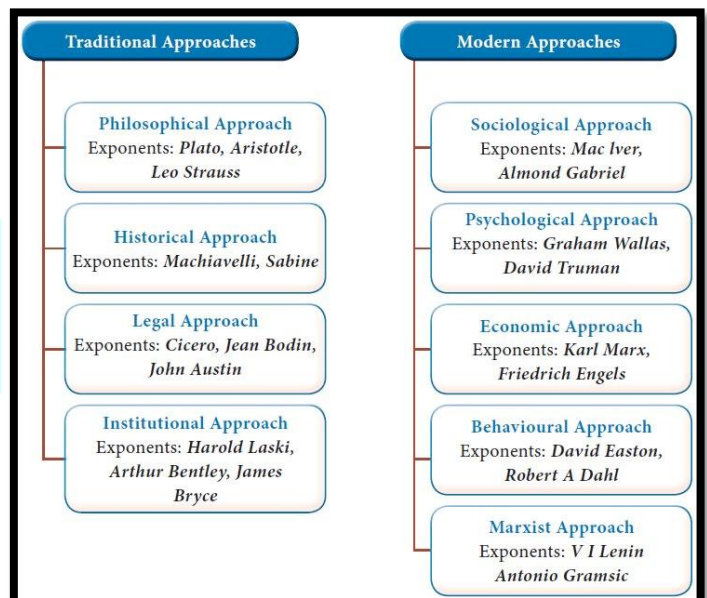 Traditional Approaches
Philosophical Approach
Exponents: Plato, Aristotle,
Leo Strauss
Historical Approach
Exponents: Machiavelli, Sabine
Legal Approach
Exponents: Cicero, Jean Bodin,
John Austin
Institutional Approach
Exponents: Harold Laski,
Arthur Bentley, James
Bryce
Modern Approaches
Sociological Approach
Exponents: Mac lver,
Almond Gabriel
Psychological Approach
Exponents: Graham Wallas,
David Truman
Economic Approach
Exponents: Karl Marx,
Friedrich Engels
Behavioural Approach
Exponents: David Easton,
Robert A Dahl
Marxist Approach
Exponents: V I Lenin
Antonio Gramsic